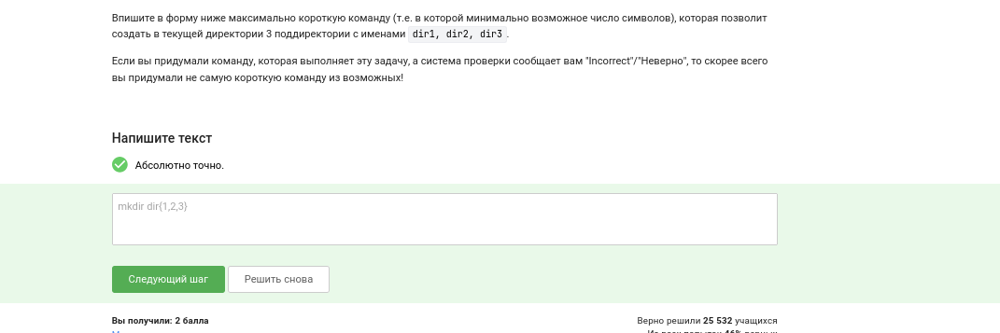 Впишите в форму ниже максимально короткую команду (т.е. в которой минимально возможное число символов), которая позволит
создать в текущей директории 3 поддиректории с именами dir1, dir2, dir3 .
Если вы придумали команду, которая выполняет эту задачу, а система проверки сообщает вам "Incorrect"/"Неверно", то скорее всего
вы придумали не самую короткую команду из возможных!
Напишите текст
Абсолютно точно.
mkdir dir{1,2,3}
Следующий шаг Решить снова
Вы получили: 2 балла Верно решили 25 532 учащихся